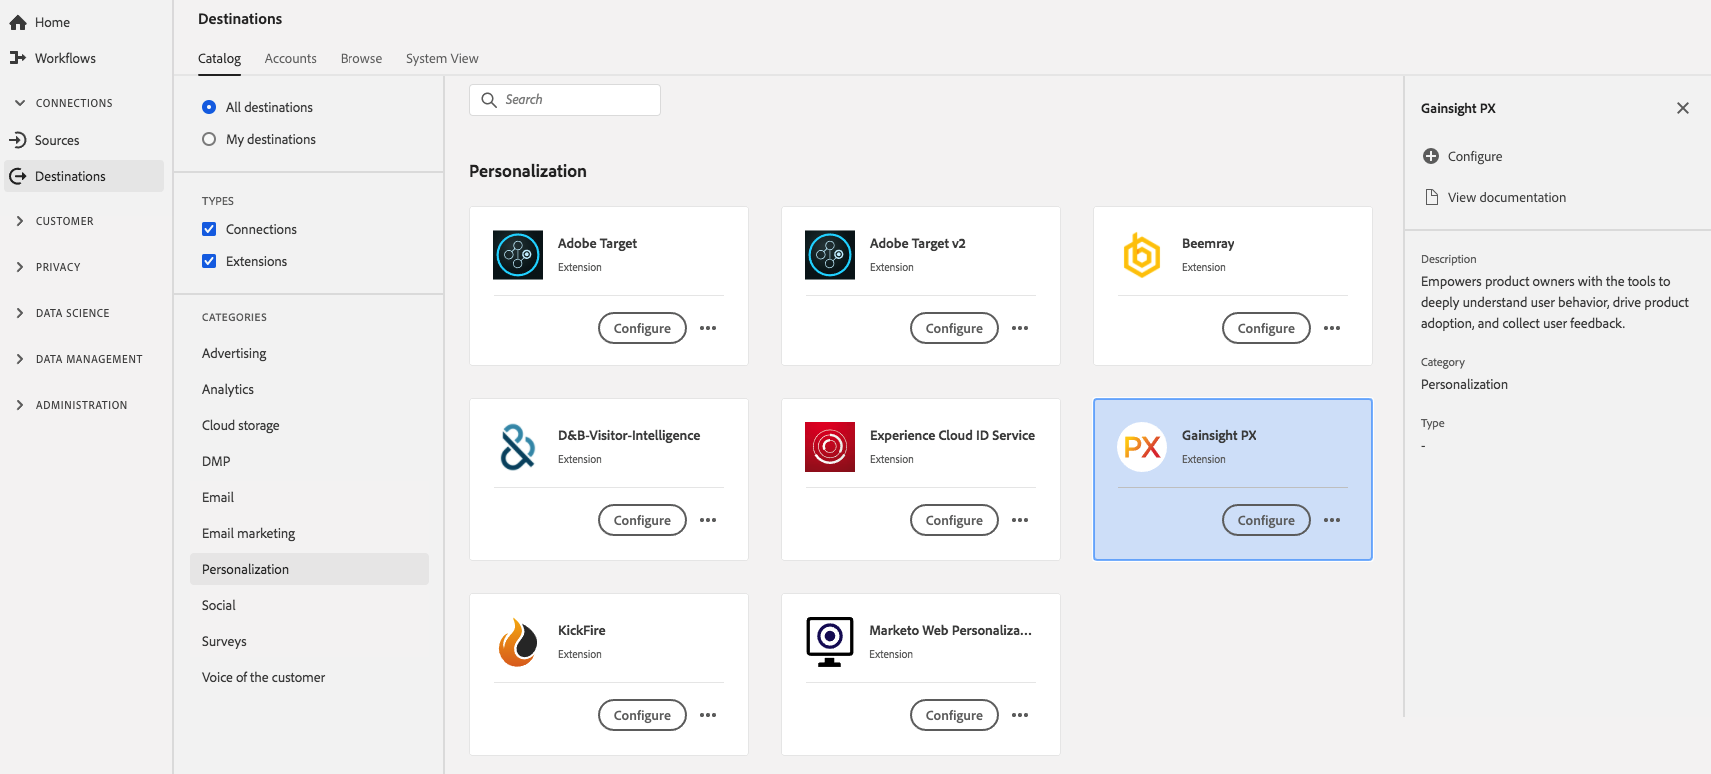 Home
Workflows
CONNECTIONS
Sources
Destinations
CUSTOMER
PRIVACY
DATA SCIENCE
DATA MANAGEMENT
ADMINISTRATION
Destinations
Catalog Accounts Browse System View
All destinations
My destinations
TYPES
Connections
Extensions
CATEGORIES
Advertising
Analytics
Cloud storage
DMP
Email
Email marketing
Personalization
Social
Surveys
Voice of the customer
Search
Personalization
Adobe Target
Extension
Configure
Adobe Target v2
Extension
Configure
Beemray
Extension
Configure
D&B-Visitor-Intelligence
Extension
Configure
Experience Cloud ID Service
Extension
Configure
PX
Gainsight PX
Extension
Configure
KickFire
Extension
Configure
Marketo Web Personaliza...
Extension
Configure
Gainsight PX
Configure
View documentation
Description
Empowers product owners with the tools to
deeply understand user behavior, drive product
adoption, and collect user feedback.
Category
Personalization
Type
-